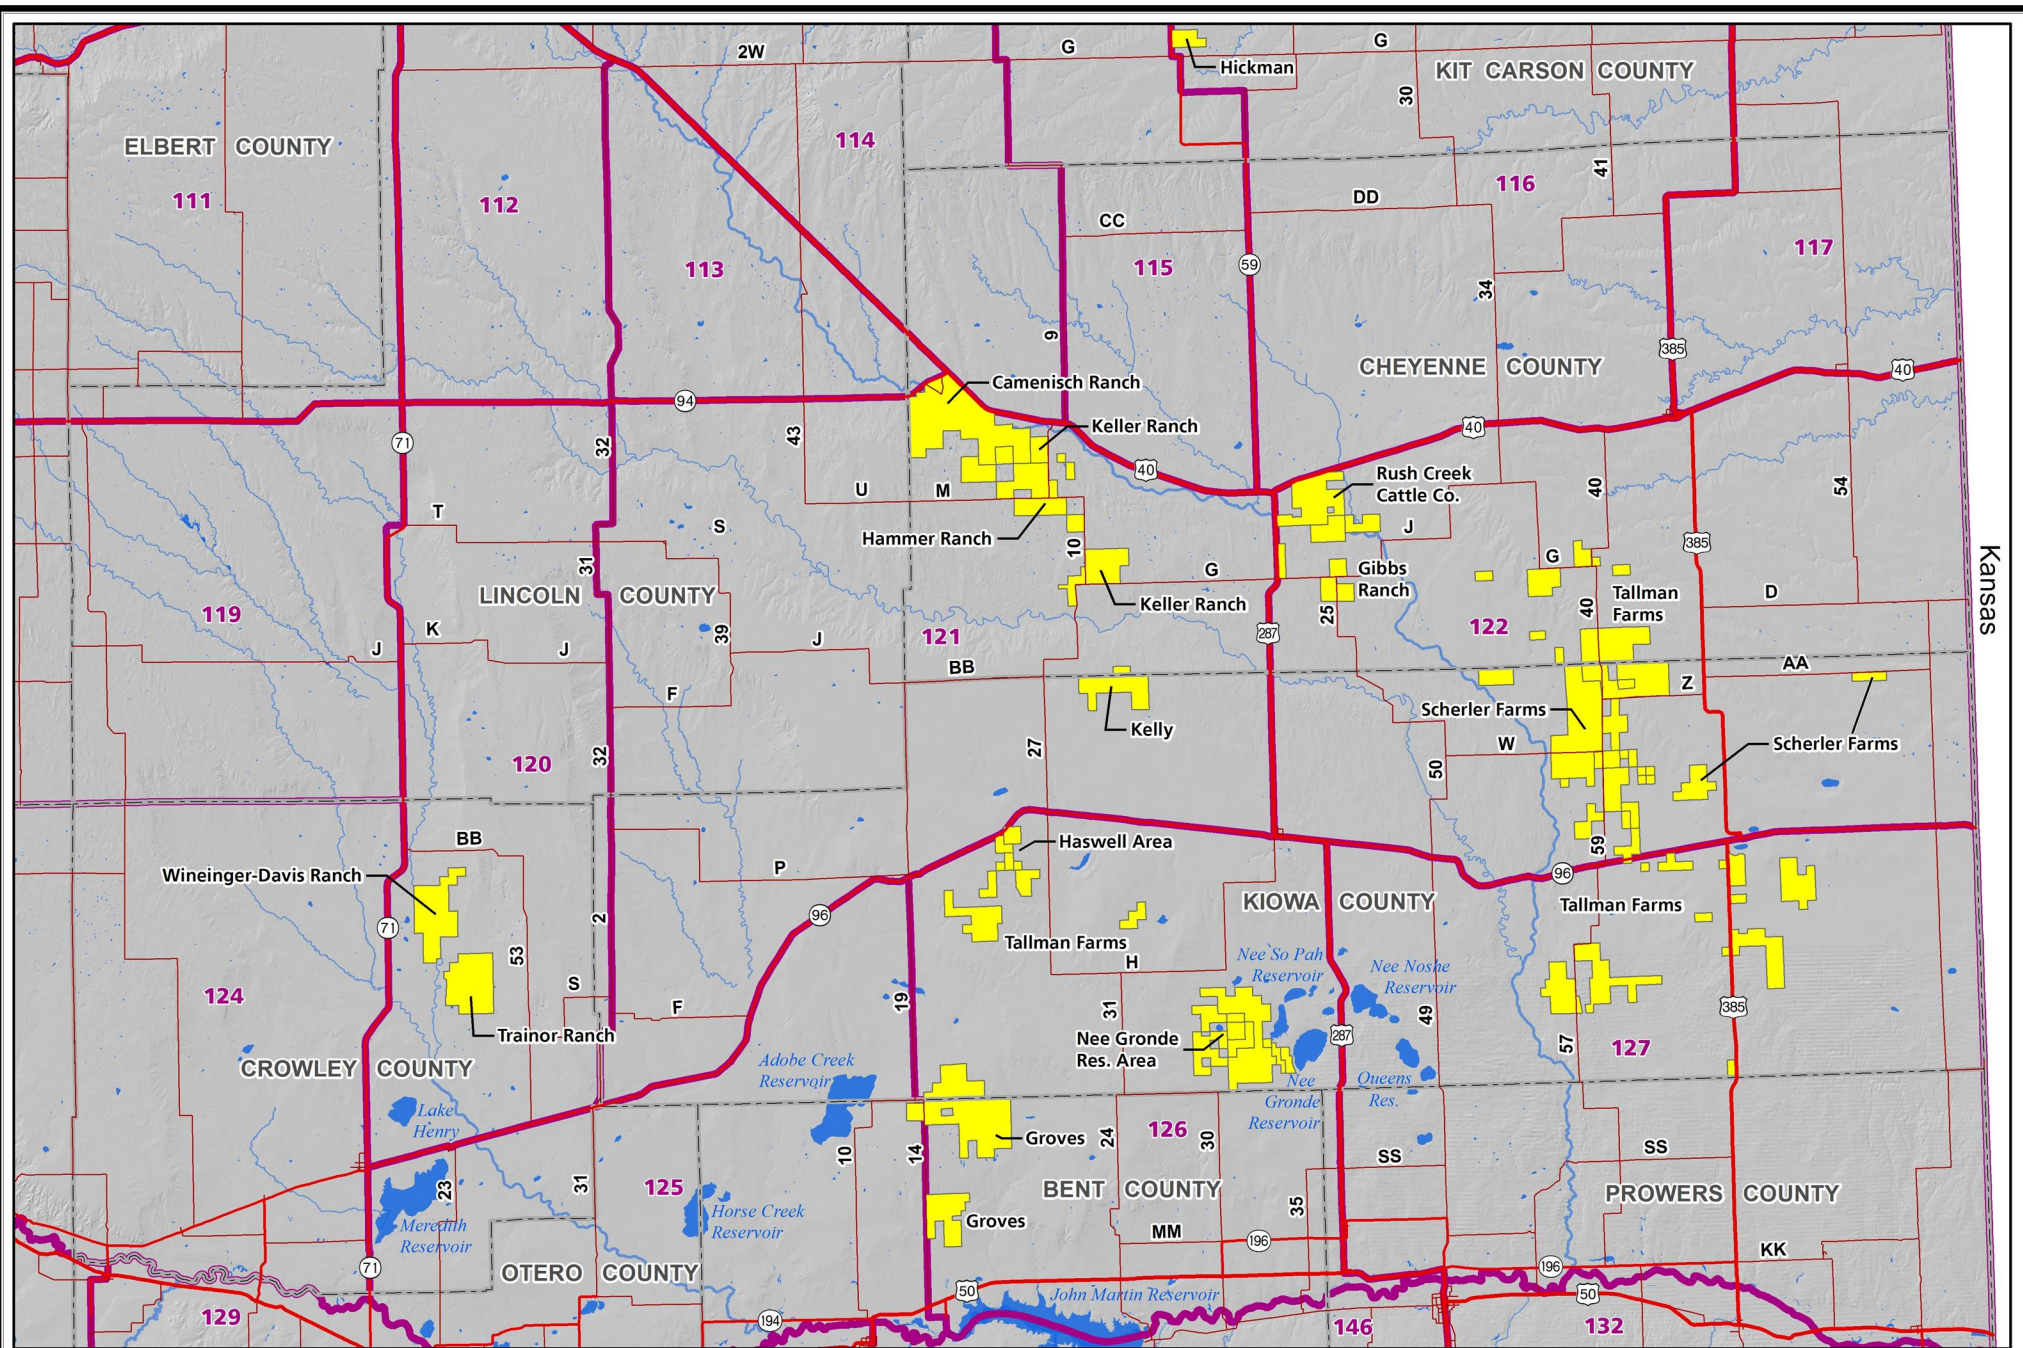 2W
G
G
Hickman
KIT CARSON COUNTY
30
ELBERT COUNTY
114
111
112
41
116
DD
CC
113
115
59
117
34
9
385
CHEYENNE COUNTY
40
Camenisch Ranch
94
43
71
32
Keller Ranch
40
40
Rush Creek
Cattle Co.
U
M
40
54
T
S
Hammer Ranch
10
J
385
31
G
G
Gibbs
Ranch
LINCOLN COUNTY
Keller Ranch
25
40
Tallman
Farms
D
Kansas
119
K
J
J
39
J
121
287
122
BB
AA
F
Z
Kelly
Scherler Farms
27
W
Scherler Farms
32
120
50
BB
Haswell Area
59
P
Wineinger-Davis Ranch
96
71
2
96
KIOWA COUNTY
Tallman Farms
53
Tallman Farms
H
Nee So Pah
Reservoir
Nee Noshe
Reservoir
124
S
F
19
31
49
385
Trainor Ranch
Nee Gronde
Res. Area
287
57
127
CROWLEY COUNTY
Adobe Creek
Reservoir
Nee
Gronde
Reservoir
Queens
Res.
Lake
Henry
10
14
Groves
24
126
30
SS
SS
23
31
125
BENT COUNTY
35
PROWERS COUNTY
Meredith
Reservoir
Horse Creek
Reservoir
Groves
MM
196
KK
71
OTERO COUNTY
196
50
John Martin Reservoir
50
129
194
146
132